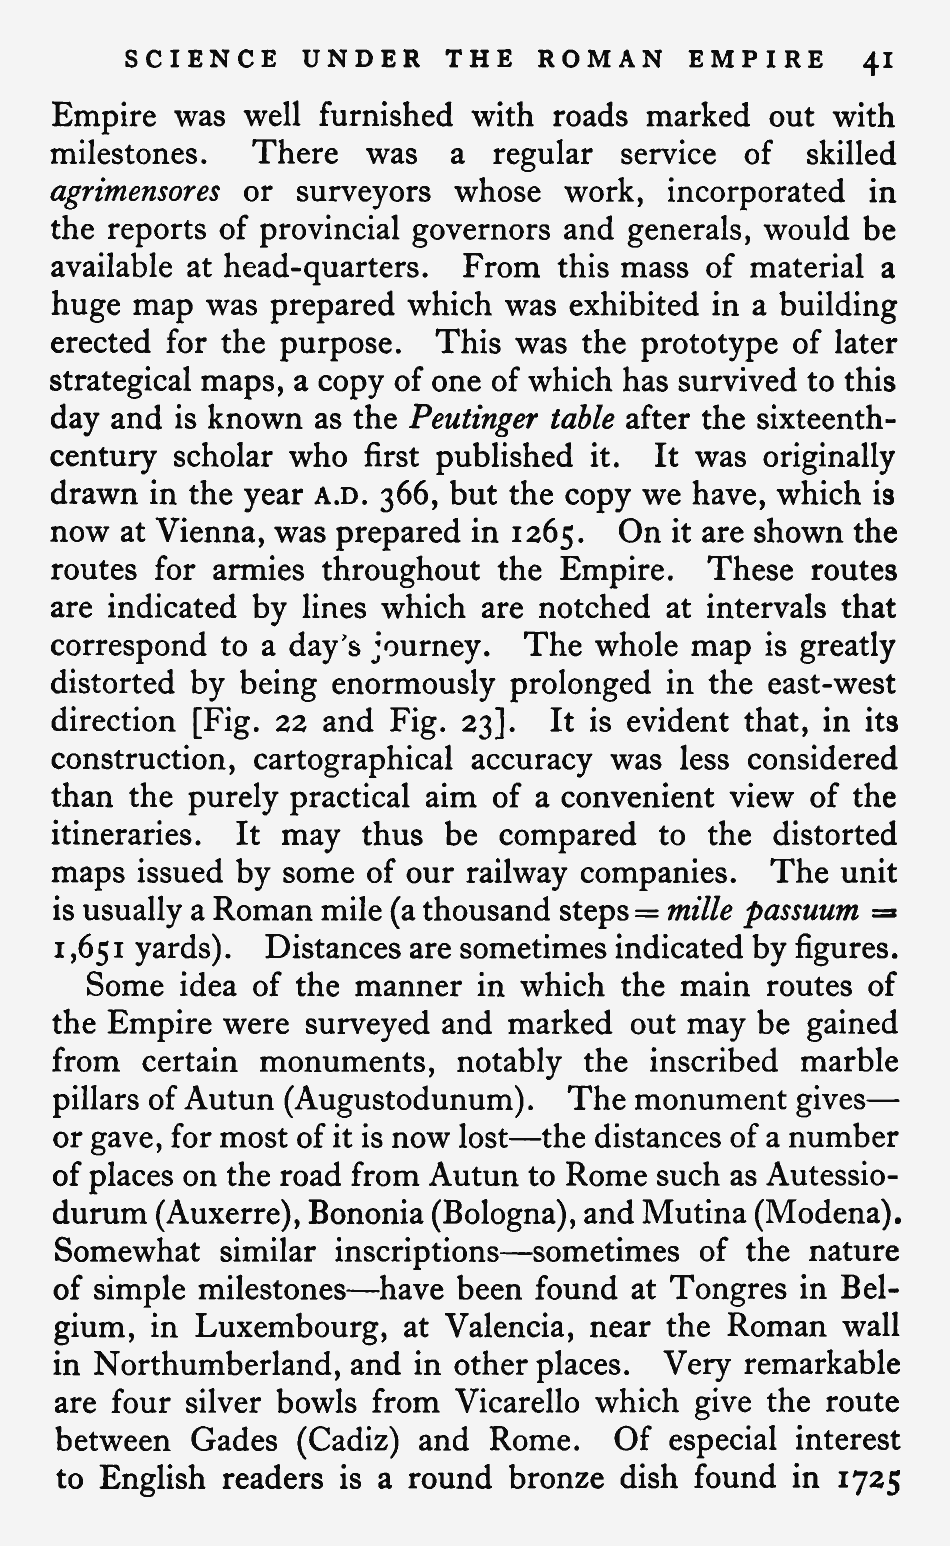 SCIENCE UNDER THE ROMAN EMPIRE 41
Empire was well furnished with roads marked out with
milestones. There was a regular service of skilled
agrimensores or surveyors whose work, incorporated in
the reports of provincial governors and generals, would be
available at head-quarters. From this mass of material a
huge map was prepared which was exhibited in a building
erected for the purpose. This was the prototype of later
strategical maps, a copy of one of which has survived to this
day and is known as the Peutinger table after the sixteenth-
century scholar who first published it. It was originally
drawn in the year A.D. 366, but the copy we have, which is
now at Vienna, was prepared in 1265. On it are shown the
routes for armies throughout the Empire. These routes
are indicated by lines which are notched at intervals that
correspond to a day's journey. The whole map is greatly
distorted by being enormously prolonged in the east-west
direction [Fig. 22 and Fig. 23]. It is evident that, in its
construction, cartographical accuracy was less considered
than the purely practical aim of a convenient view of the
itineraries. It may thus be compared to the distorted
maps issued by some of our railway companies. The unit
is usually a Roman mile (a thousand steps = mille passuum =
1,651 yards). Distances are sometimes indicated by figures.
Some idea of the manner in which the main routes of
the Empire were surveyed and marked out may be gained
from certain monuments, notably the inscribed marble
pillars of Autun (Augustodunum). The monument gives—
or gave, for most of it is now lost—the distances of a number
of places on the road from Autun to Rome such as Autessio-
durum (Auxerre), Bononia (Bologna), and Mutina (Modena).
Somewhat similar inscriptions—sometimes of the nature
of simple milestones—have been found at Tongres in Bel-
gium, in Luxembourg, at Valencia, near the Roman wall
in Northumberland, and in other places. Very remarkable
are four silver bowls from Vicarello which give the route
between Gades (Cadiz) and Rome. Of especial interest
to English readers is a round bronze dish found in 1725